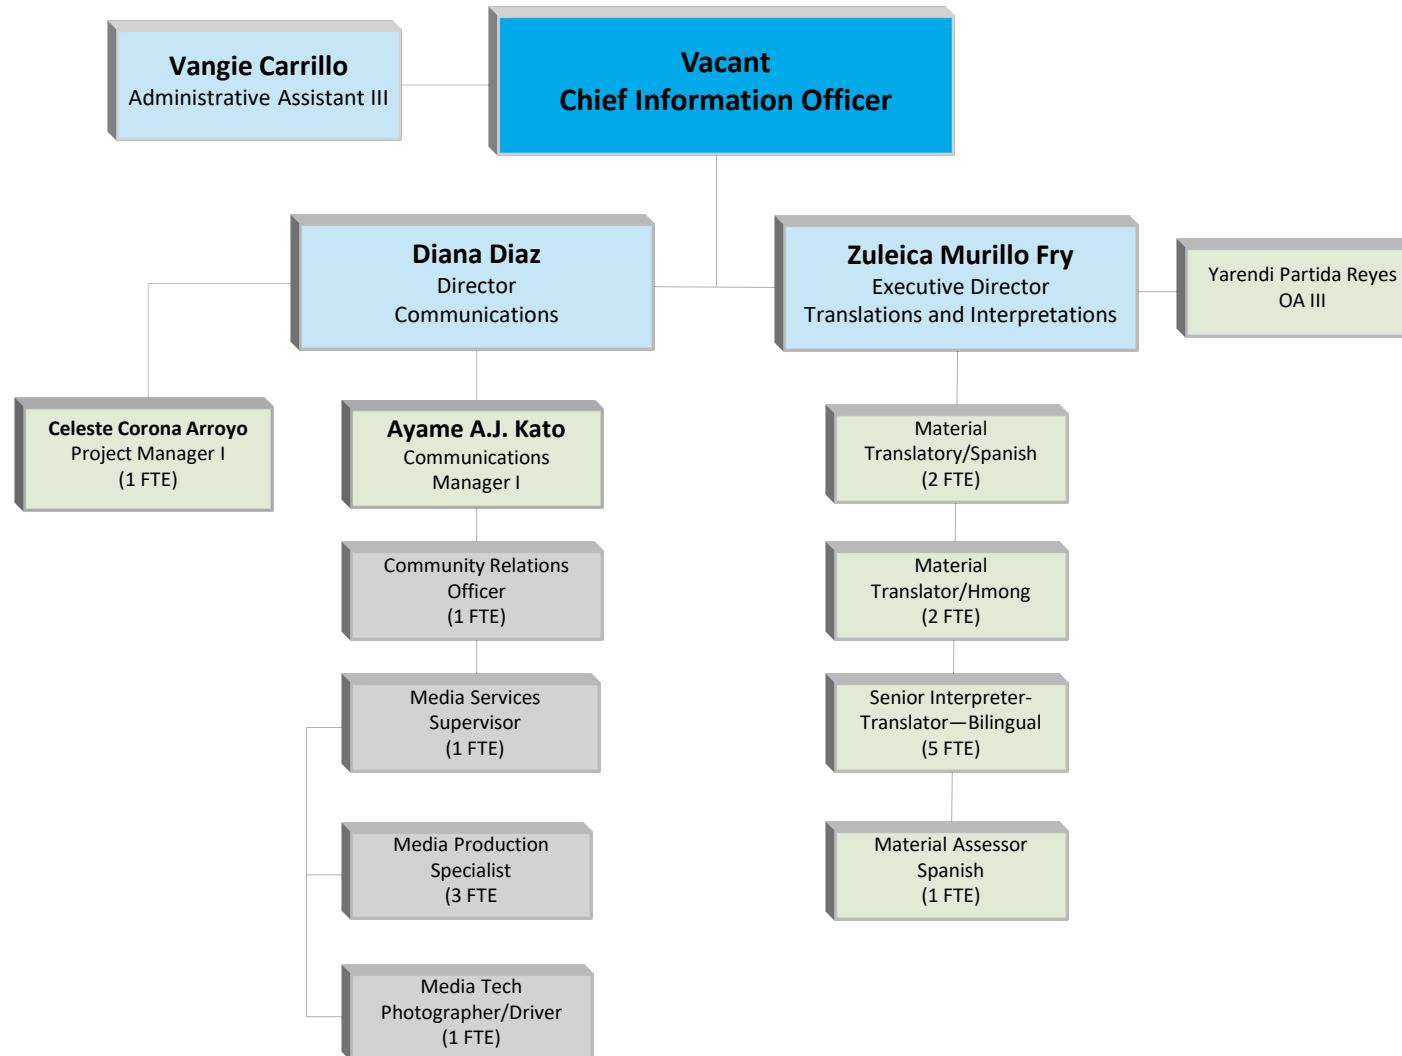 Vangie Carrillo
Administrative Assistant III
Vacant
Chief Information Officer
Diana Diaz
Director
Communications
Zuleica Murillo Fry
Executive Director
Translations and Interpretations
Yarendi Partida Reyes
OA III
Celeste Corona Arroyo
Project Manager I
(1 FTE)
Ayame A.J. Kato
Communications
Manager I
Material
Translatory/Spanish
(2 FTE)
Community Relations
Officer
(1 FTE)
Material
Translator/Hmong
(2 FTE)
Media Services
Supervisor
(1 FTE)
Senior Interpreter-
Translator—Bilingual
(5 FTE)
Media Production
Specialist
(3 FTE
Material Assessor
Spanish
(1 FTE)
Media Tech
Photographer/Driver
(1 FTE)